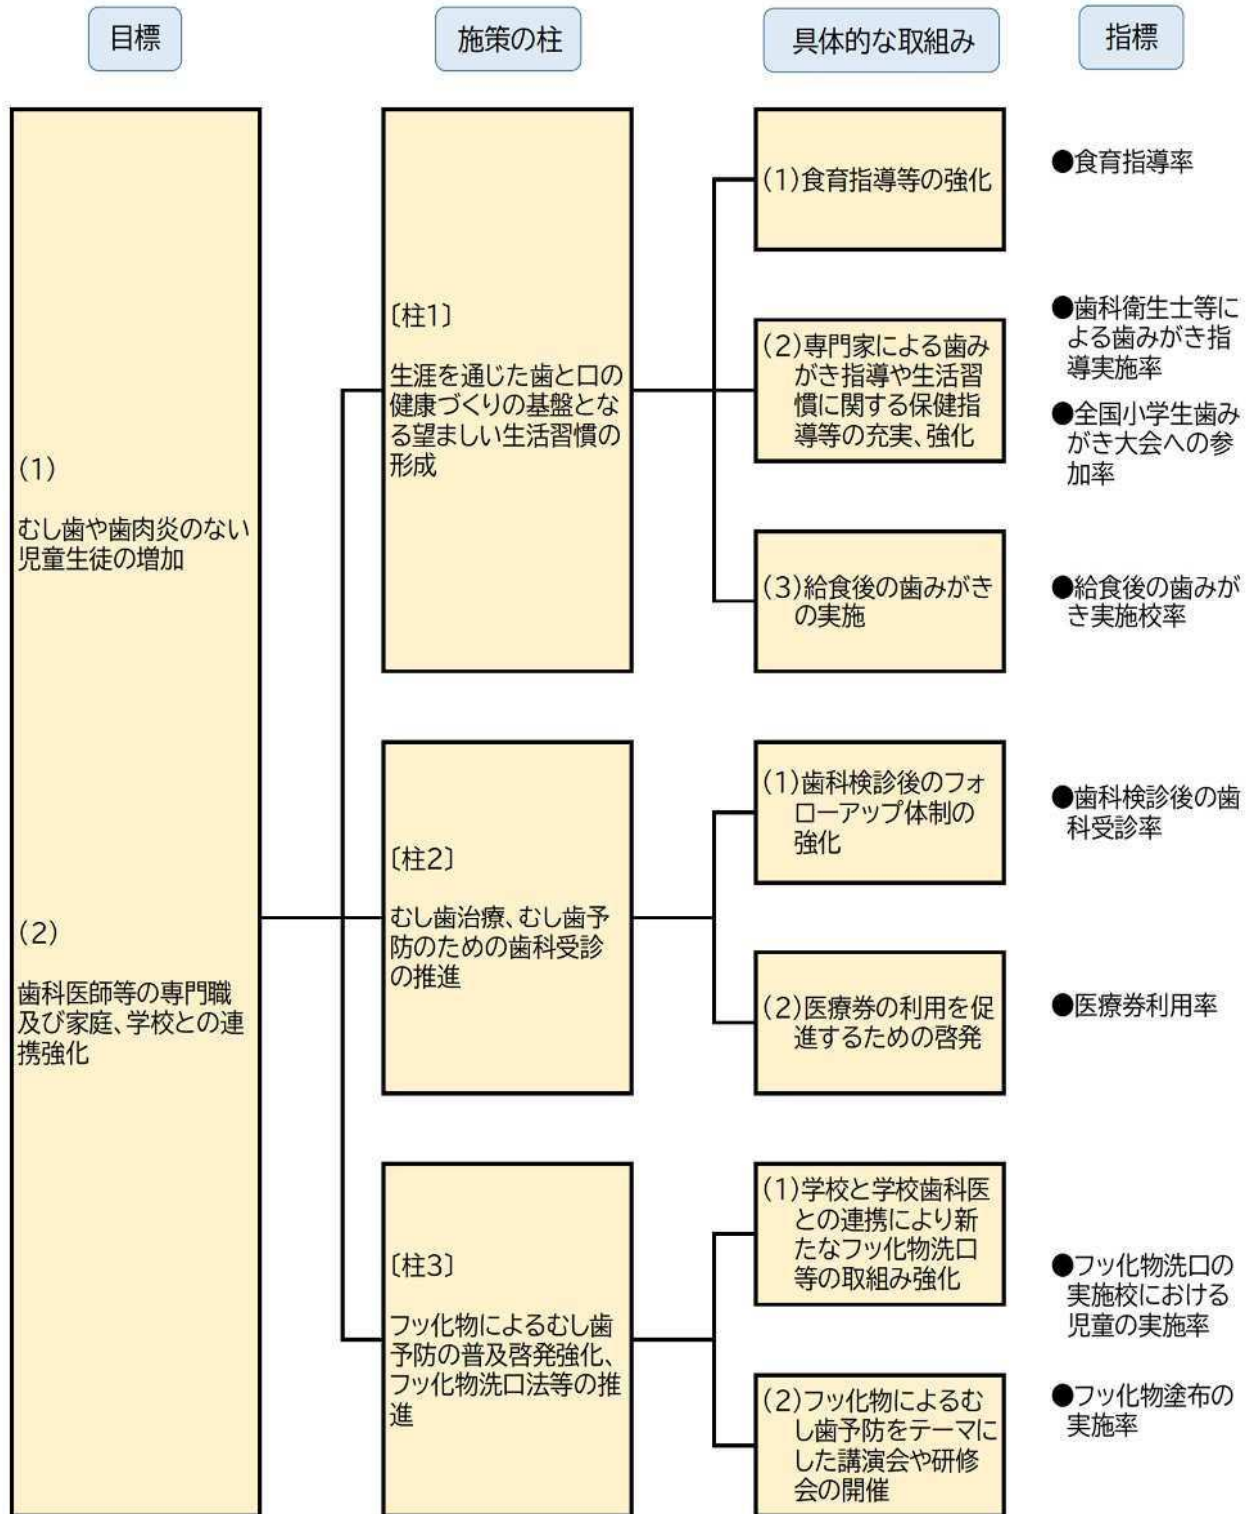 目標
施策の柱
具体的な取組み
指標
(1)
むし歯や歯肉炎のない
児童生徒の増加
(2)
歯科医師等の専門職
及び家庭、学校との連
携強化
〔柱1〕
生涯を通じた歯と口の
健康づくりの基盤とな
る望ましい生活習慣の
形成
(1)食育指導等の強化
●食育指導率
(2)専門家による歯み
がき指導や生活習
慣に関する保健指
導等の充実、強化
●歯科衛生士等に
よる歯みがき指
導実施率
●全国小学生歯み
がき大会への参
加率
(3)給食後の歯みがき
の実施
●給食後の歯みが
き実施校率
〔柱2〕
むし歯治療、むし歯予
防のための歯科受診
の推進
(1)歯科検診後のフォ
ローアップ体制の
強化
●歯科検診後の歯
科受診率
(2)医療券の利用を促
進するための啓発
●医療券利用率
〔柱3〕
フッ化物によるむし歯
予防の普及啓発強化、
フッ化物洗口法等の推
進
(1)学校と学校歯科医
との連携により新
たなフッ化物洗口
等の取組み強化
●フッ化物洗口の
実施校における
児童の実施率
(2)フッ化物によるむ
し歯予防をテーマに
した講演会や研修
会の開催
●フッ化物塗布の
実施率